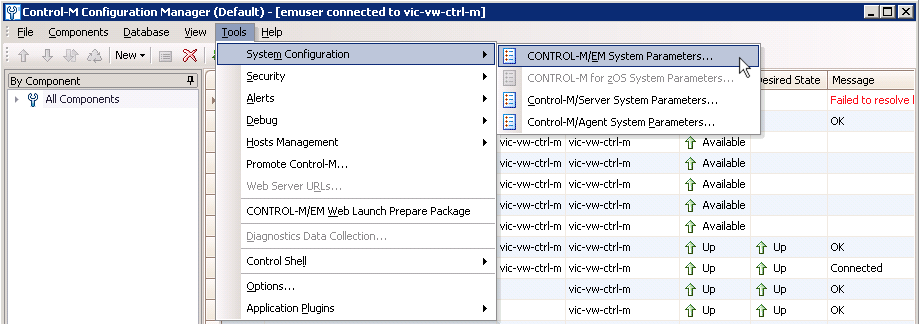 Control-M Configuration Manager (Default) - [emuser connected to vic-vw-ctrl-m]
File Components Database View Tools Help
New
By Component
All Components
System Configuration
Security
Alerts
Debug
Hosts Management
Promote Control-M...
Web Server URLs...
CONTROL-M/EM Web Launch Prepare Package
Diagnostics Data Collection...
Control Shell
Options...
Application Plugins
CONTROL-M/EM System Parameters...
CONTROL-M for zOS System Parameters...
Control-M/Server System Parameters...
Control-M/Agent System Parameters...
Desired State Message
Failed to resolve
OK
vic-vw-ctrl-m vic-vw-ctrl-m Available
vic-vw-ctrl-m vic-vw-ctrl-m Available
vic-vw-ctrl-m vic-vw-ctrl-m Available
vic-vw-ctrl-m vic-vw-ctrl-m Available
vic-vw-ctrl-m vic-vw-ctrl-m Available
vic-vw-ctrl-m vic-vw-ctrl-m Up Up OK
vic-vw-ctrl-m vic-vw-ctrl-m Up Up Connected
vic-vw-ctrl-m Up Up OK
vic-vw-ctrl-m Up Up OK